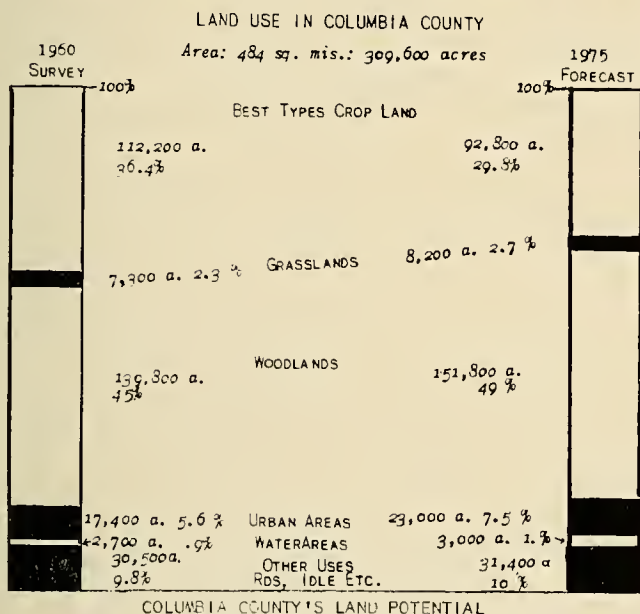 LAND USE IN COLUMBIA COUNTY
Area: 484 sq. mis.: 309,600 acres
1960
SURVEY
1975
FORECAST
100%
100%
BEST TYPES CROP LAND
112,200 a.
36.4%
92,800 a.
29.8%
7,300 a. 2.3 %
GRASSLANDS
8,200 a. 2.7 %
WOODLANDS
139,800 a.
45%
151,800 a.
49 %
17,400 a. 5.6 %
URBAN AREAS
23,000 a. 7.5 %
2,700 a. .9%
WATERAREAS
3,000 a. 1.%
30,500a.
9.8%
OTHER USES
RDS, IDLE ETC.
31,400 a
10 %
COLUMBIA COUNTY'S LAND POTENTIAL